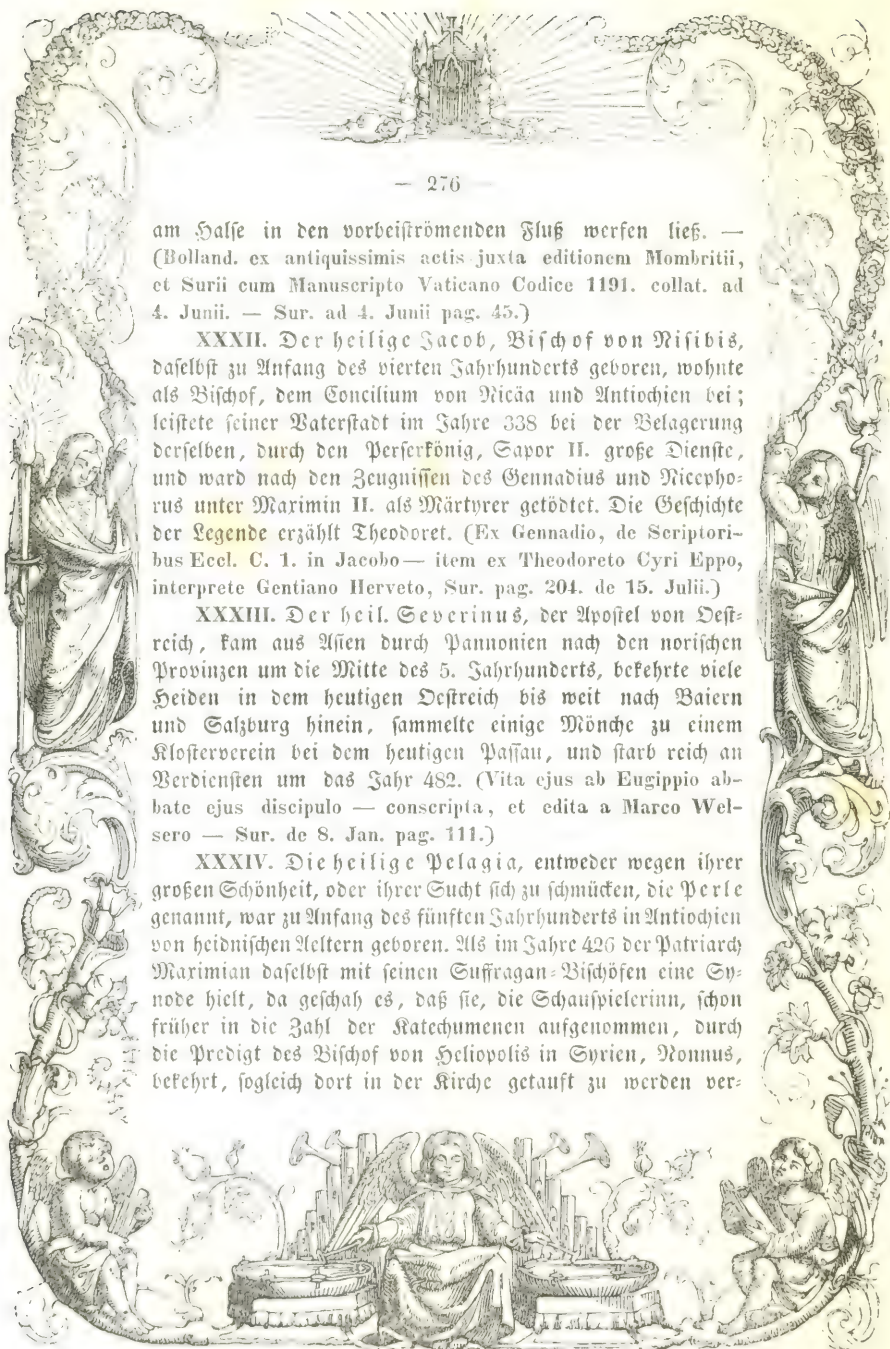 — 276
am Halse in den vorbeiströmenden Fluß werfen ließ. —
(Bolland. ex antiquissimis actis juxta editionem Mombritii,
et Surii cum Manuscripto Vaticano Codice 1191. collat. ad
4. Junii. — Sur. ad 4. Junii pag. 45.)
XXXII. Der heilige Jacob, Bischof von Nisibis,
daselbst zu Anfang des vierten Jahrhunderts geboren, wohnte
als Bischof, dem Concilium von Nicäa und Antiochien bei;
leistete seiner Vaterstadt im Jahre 338 bei der Belagerung
derselben, durch den Perserkönig, Sapor II. große Dienste,
und ward nach den Zeugnissen des Gennadius und Nicepho-
rus unter Maximin II. als Märtyrer getödtet. Die Geschichte
der Legende erzählt Theodoret. (Ex Gennadio, de Scriptori-
bus Eccl. C. 1. in Jacobo — item ex Theodoreto Cyri Eppo,
interprete Gentiano Herveto, Sur. pag. 204. de 15. Julii.)
XXXIII. Der heil. Severinus, der Apostel von Oest-
reich, kam aus Asien durch Pannonien nach den norischen
Provinzen um die Mitte des 5. Jahrhunderts, bekehrte viele
Heiden in dem heutigen Oestreich bis weit nach Baiern
und Salzburg hinein, sammelte einige Mönche zu einem
Klosterverein bei dem heutigen Passau, und starb reich an
Verdiensten um das Jahr 482. (Vita ejus ab Eugippio ab-
bate ejus discipulo — conscripta, et edita a Marco Wel-
sero — Sur. de 8. Jan. pag. 111.)
XXXIV. Die heilige Pelagia, entweder wegen ihrer
großen Schönheit, oder ihrer Sucht sich zu schmücken, die Perle
genannt, war zu Anfang des fünften Jahrhunderts in Antiochien
von heidnischen Aeltern geboren. Als im Jahre 426 der Patriarch
Maximian daselbst mit seinen Suffragan-Bischöfen eine Sy-
node hielt, da geschah es, daß sie, die Schauspielerinn, schon
früher in die Zahl der Katechumenen aufgenommen, durch
die Predigt des Bischof von Heliopolis in Syrien, Nonnus,
bekehrt, sogleich dort in der Kirche getauft zu werden ver-